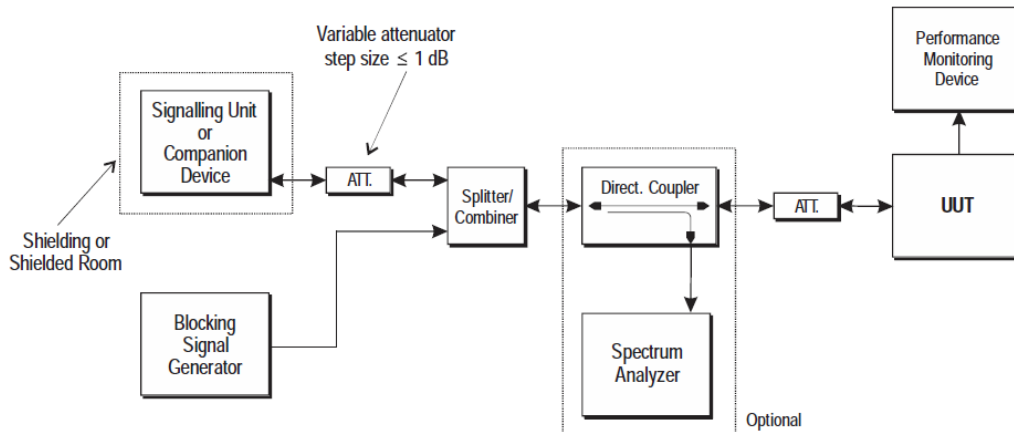 Variable attenuator
step size ≤ 1 dB
Performance
Monitoring
Device
Signalling Unit
or
Companion
Device
ATT.
Splitter/
Combiner
Direct. Coupler
ATT.
UUT
Shielding or
Shielded Room
Blocking
Signal
Generator
Spectrum
Analyzer
Optional